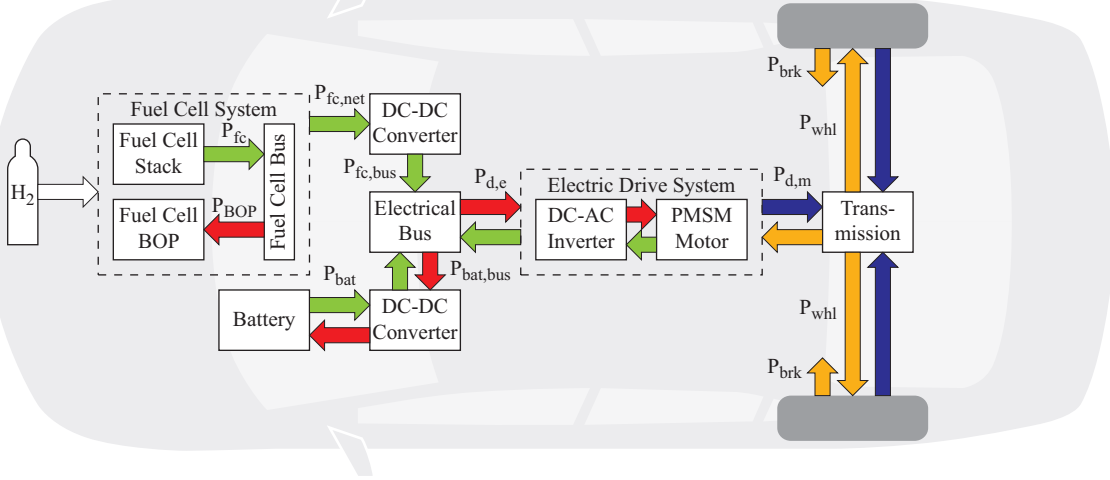 H2
Fuel Cell System
Fuel Cell
Stack
Pfc
Fuel Cell Bus
Fuel Cell
BOP
PBOP
Pfc,net
DC-DC
Converter
Pfc,bus
Electrical
Bus
Pbat
Pbat,bus
Battery
DC-DC
Converter
Pd,e
Electric Drive System
DC-AC
Inverter
PMSM
Motor
Pd,m
Trans-
mission
Pbrk
Pwhl
Pwhl
Pbrk